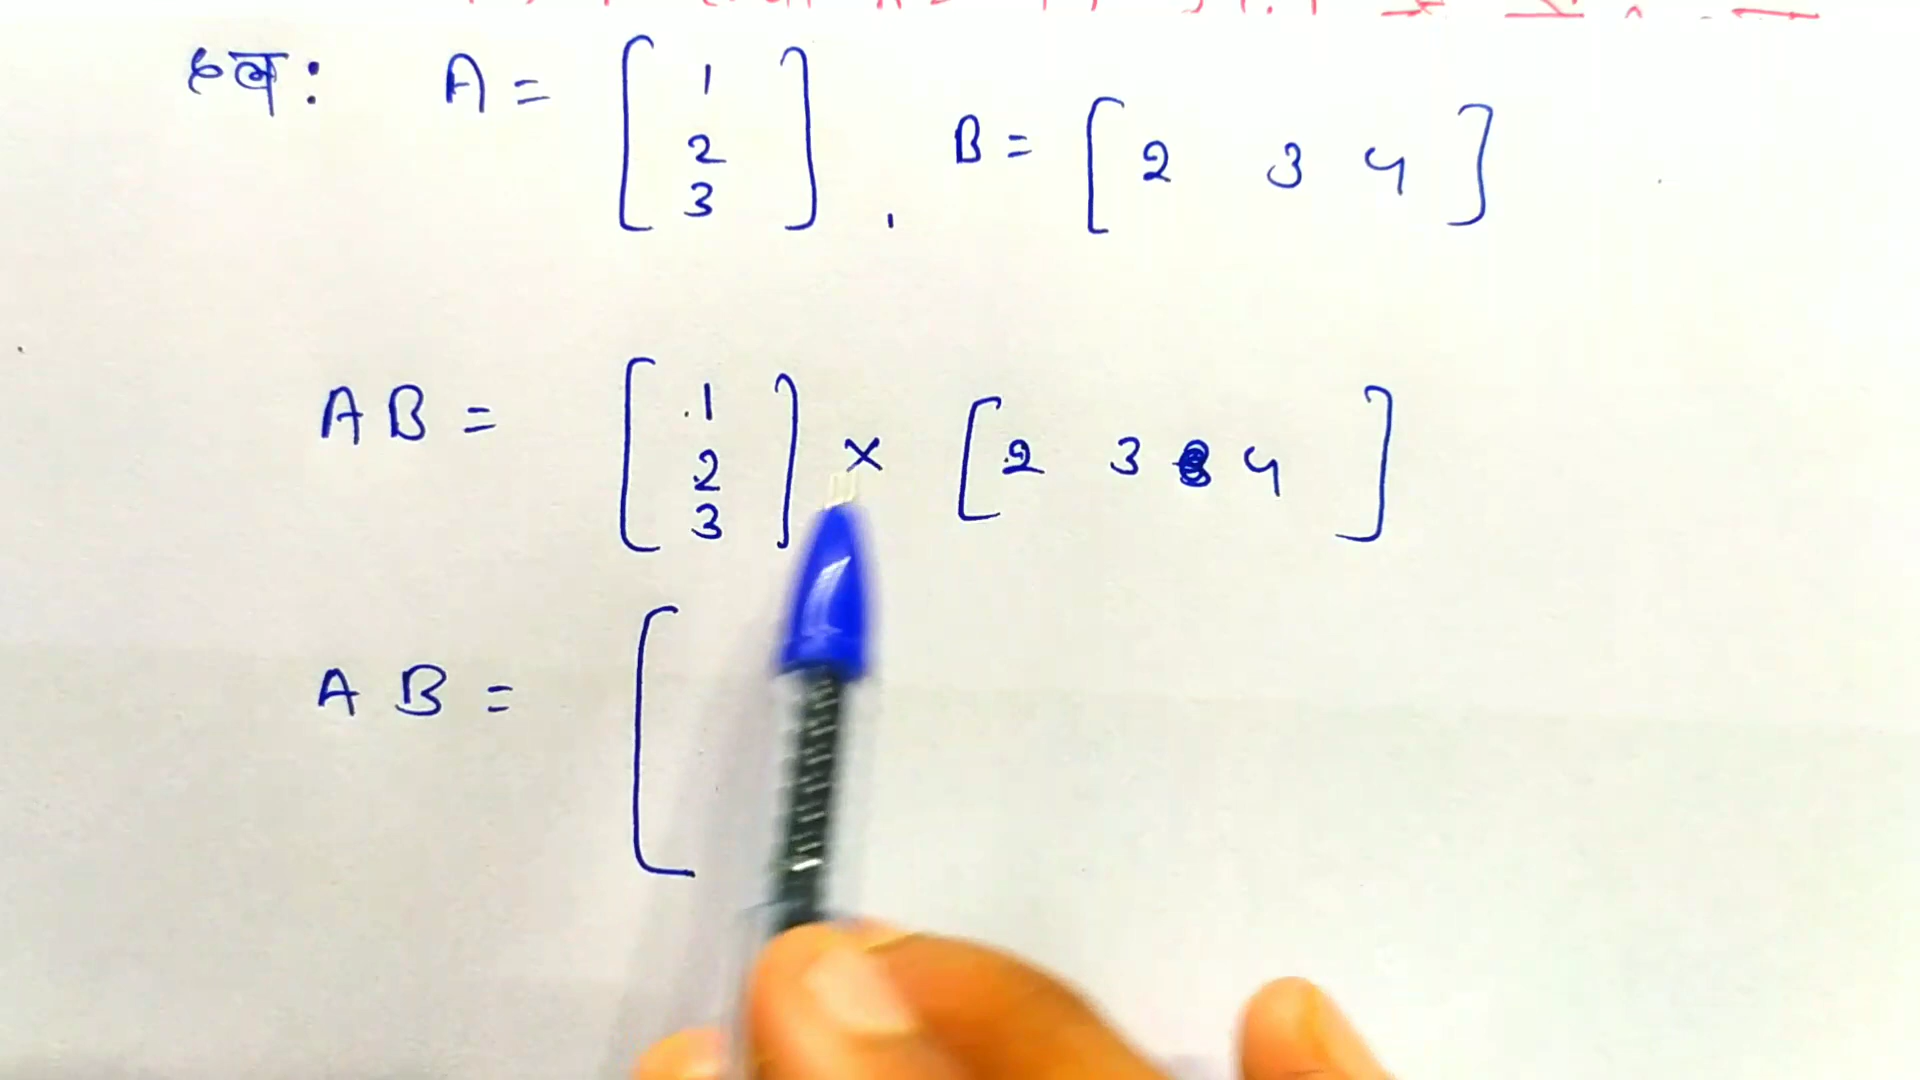 हल: A = [ 1 2 3 ] , B = [ 2 3 4 ]
AB = [ 1 2 3 ] × [ 2 3 4 ]
AB = [